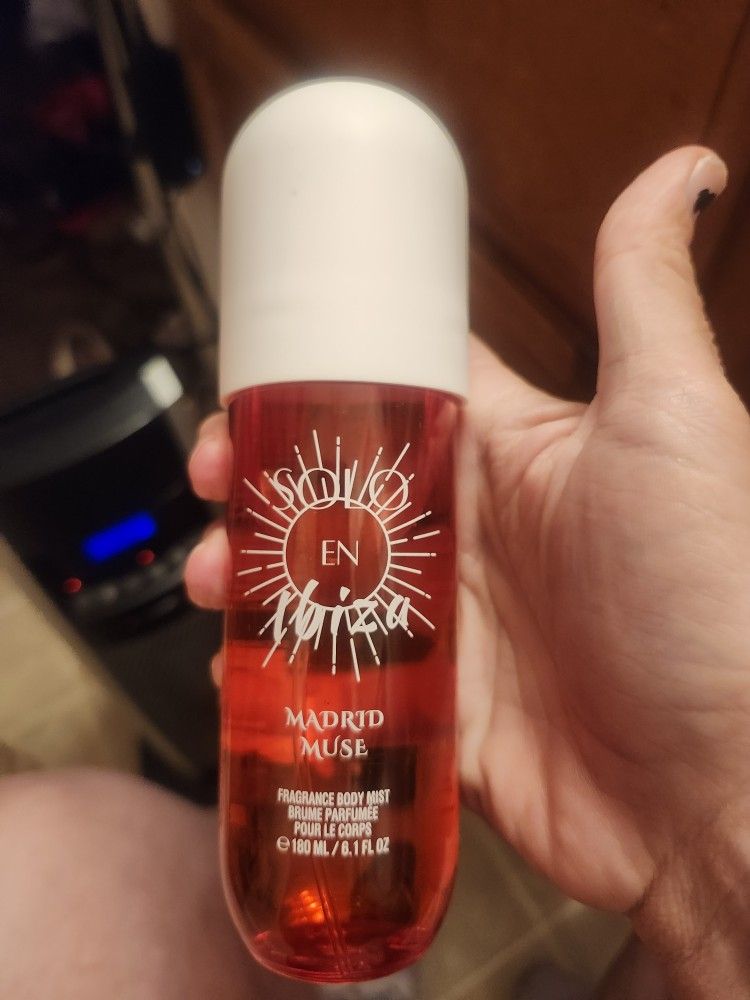 SOLO
EN
Ibiza
MADRID
MUSE
FRAGRANCE BODY MIST
BRUME PARFUMÉE
POUR LE CORPS
℮180 ML / 6.1 FL OZ